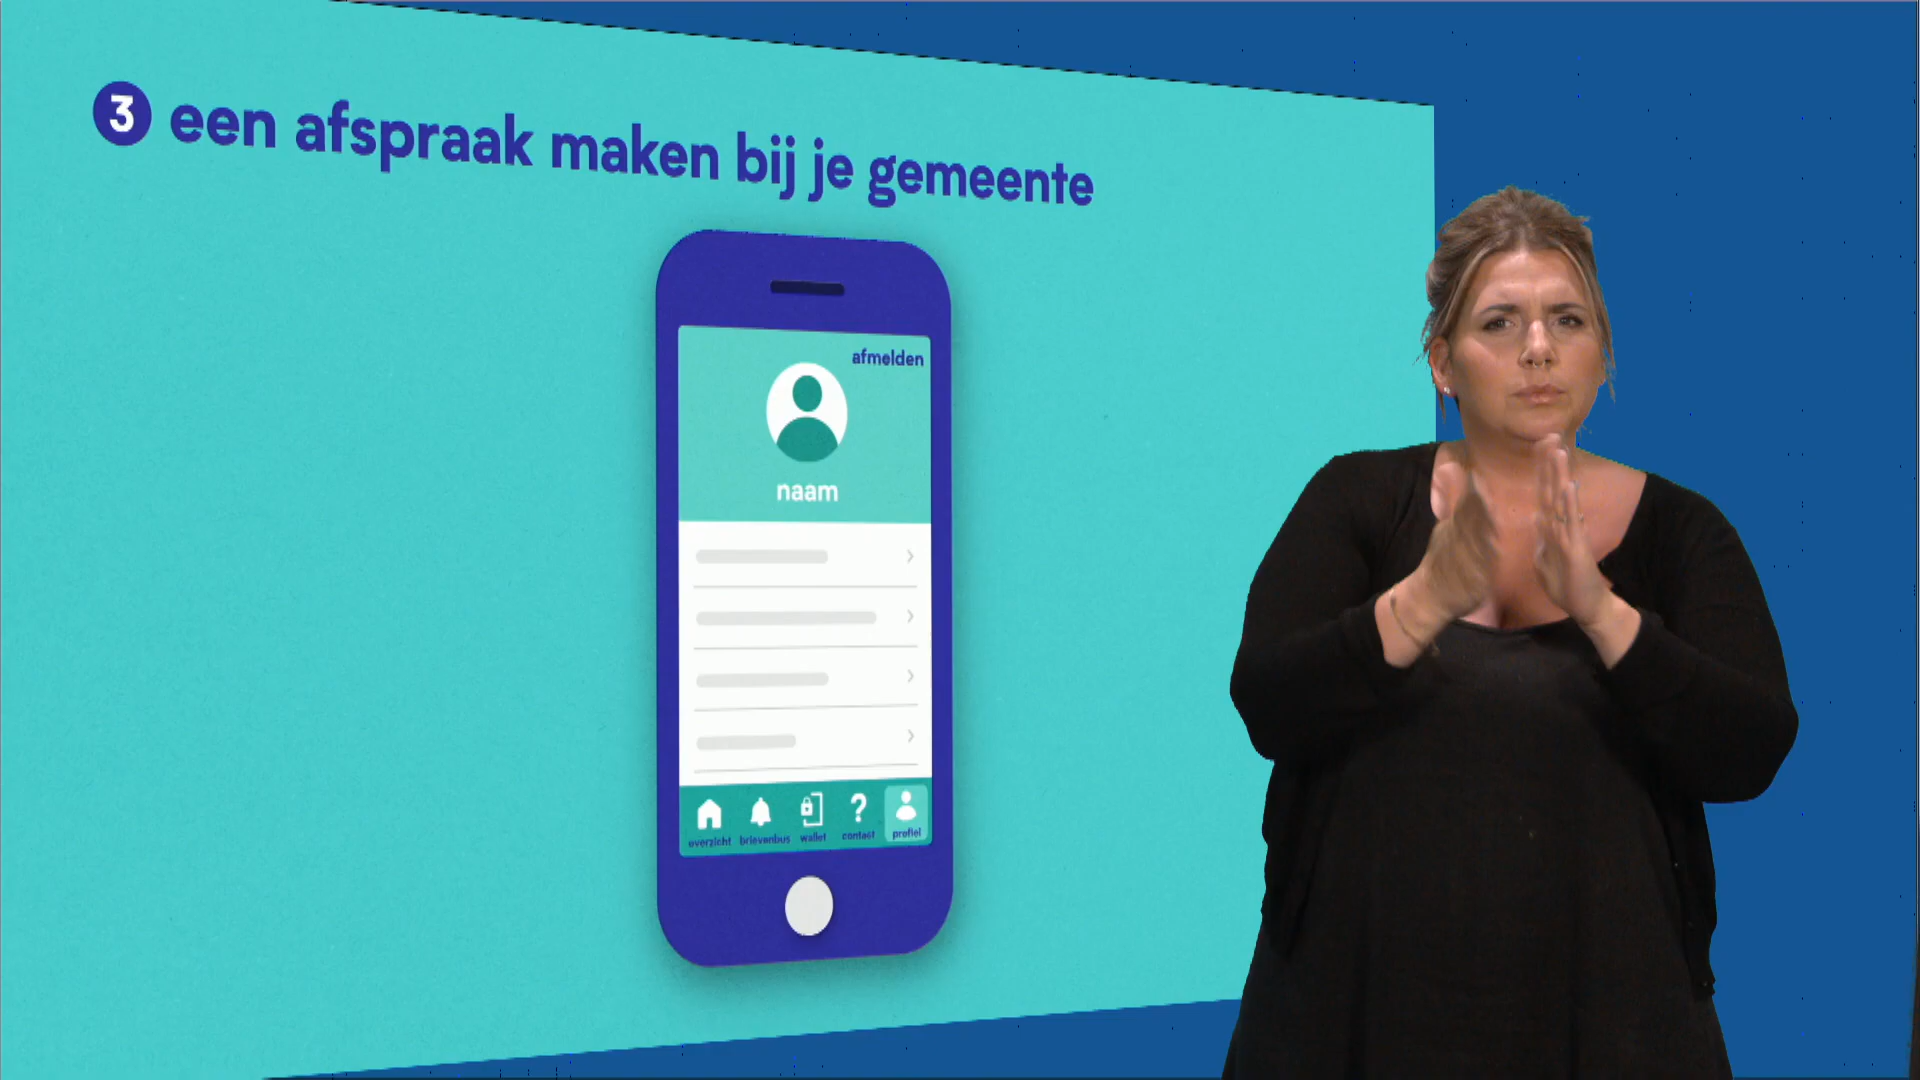 3 een afspraak maken bij je gemeente
afmelden
naam
overzicht brievenbus wallet contact profiel